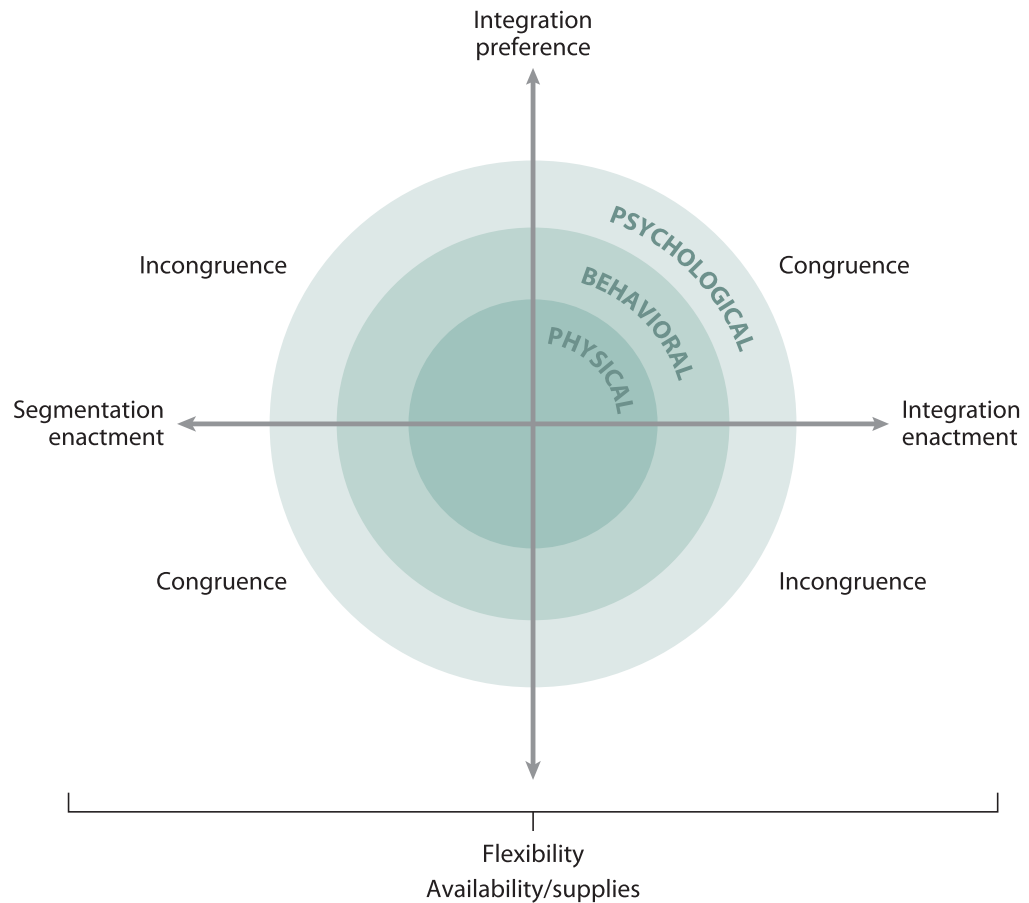 Integration
preference
PSYCHOLOGICAL
BEHAVIORAL
PHYSICAL
Incongruence
Congruence
Segmentation
enactment
Integration
enactment
Congruence
Incongruence
Flexibility
Availability/supplies